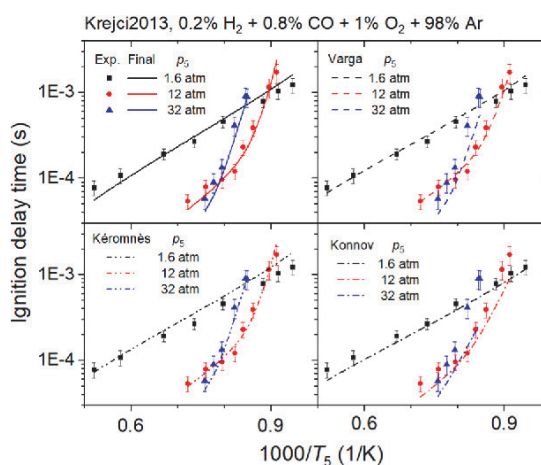 Krejci2013, 0.2% H₂ + 0.8% CO + 1% O₂ + 98% Ar
Exp. Final p₅
1.6 atm
12 atm
32 atm
Varga p₅
1.6 atm
12 atm
32 atm
1E-3
1E-4
Kéromnès p₅
1.6 atm
12 atm
32 atm
Konnov p₅
1.6 atm
12 atm
32 atm
1E-3
1E-4
0.6 0.9 0.6 0.9
Ignition delay time (s)
1000/T₅ (1/K)